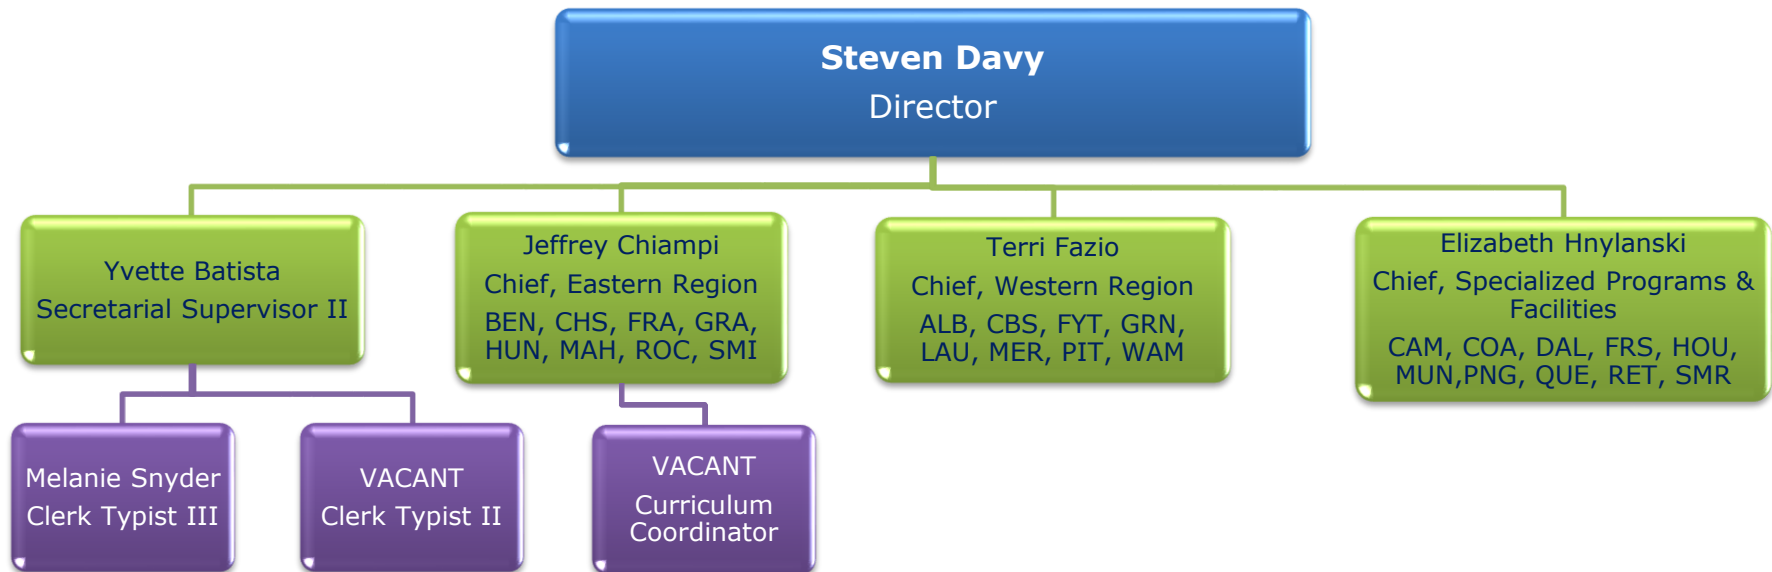 Steven Davy
Director
Yvette Batista
Secretarial Supervisor II
Jeffrey Chiampi
Chief, Eastern Region
BEN, CHS, FRA, GRA,
HUN, MAH, ROC, SMI
Terri Fazio
Chief, Western Region
ALB, CBS, FYT, GRN,
LAU, MER, PIT, WAM
Elizabeth Hnylanski
Chief, Specialized Programs &
Facilities
CAM, COA, DAL, FRS, HOU,
MUN,PNG, QUE, RET, SMR
Melanie Snyder
Clerk Typist III
VACANT
Clerk Typist II
VACANT
Curriculum
Coordinator